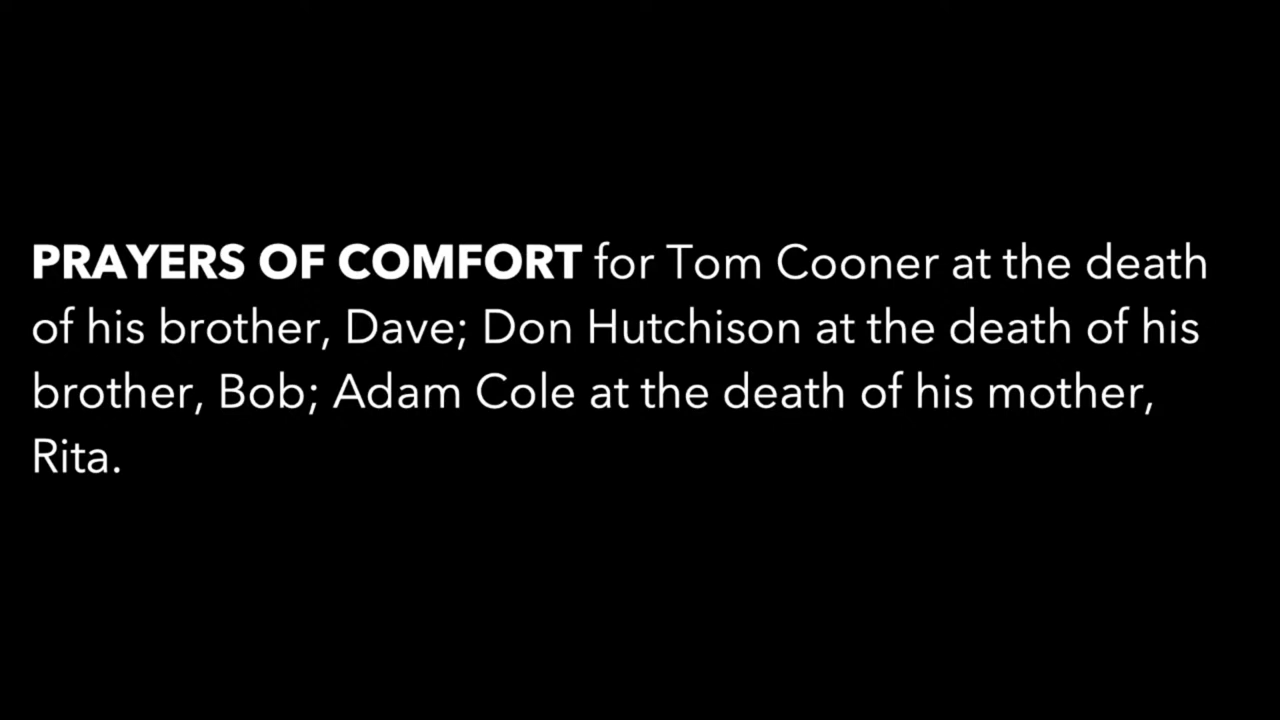 PRAYERS OF COMFORT for Tom Cooner at the death
of his brother, Dave; Don Hutchison at the death of his
brother, Bob; Adam Cole at the death of his mother,
Rita.